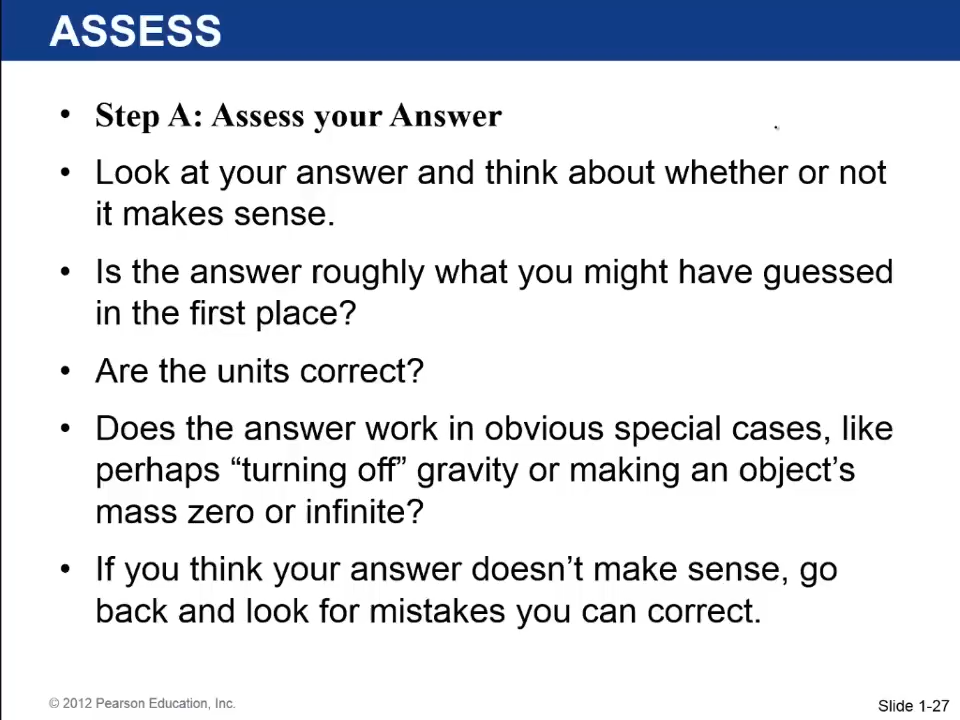 ASSESS
• Step A: Assess your Answer
• Look at your answer and think about whether or not
it makes sense.
• Is the answer roughly what you might have guessed
in the first place?
• Are the units correct?
• Does the answer work in obvious special cases, like
perhaps “turning off” gravity or making an object’s
mass zero or infinite?
• If you think your answer doesn’t make sense, go
back and look for mistakes you can correct.
© 2012 Pearson Education, Inc.
Slide 1-27